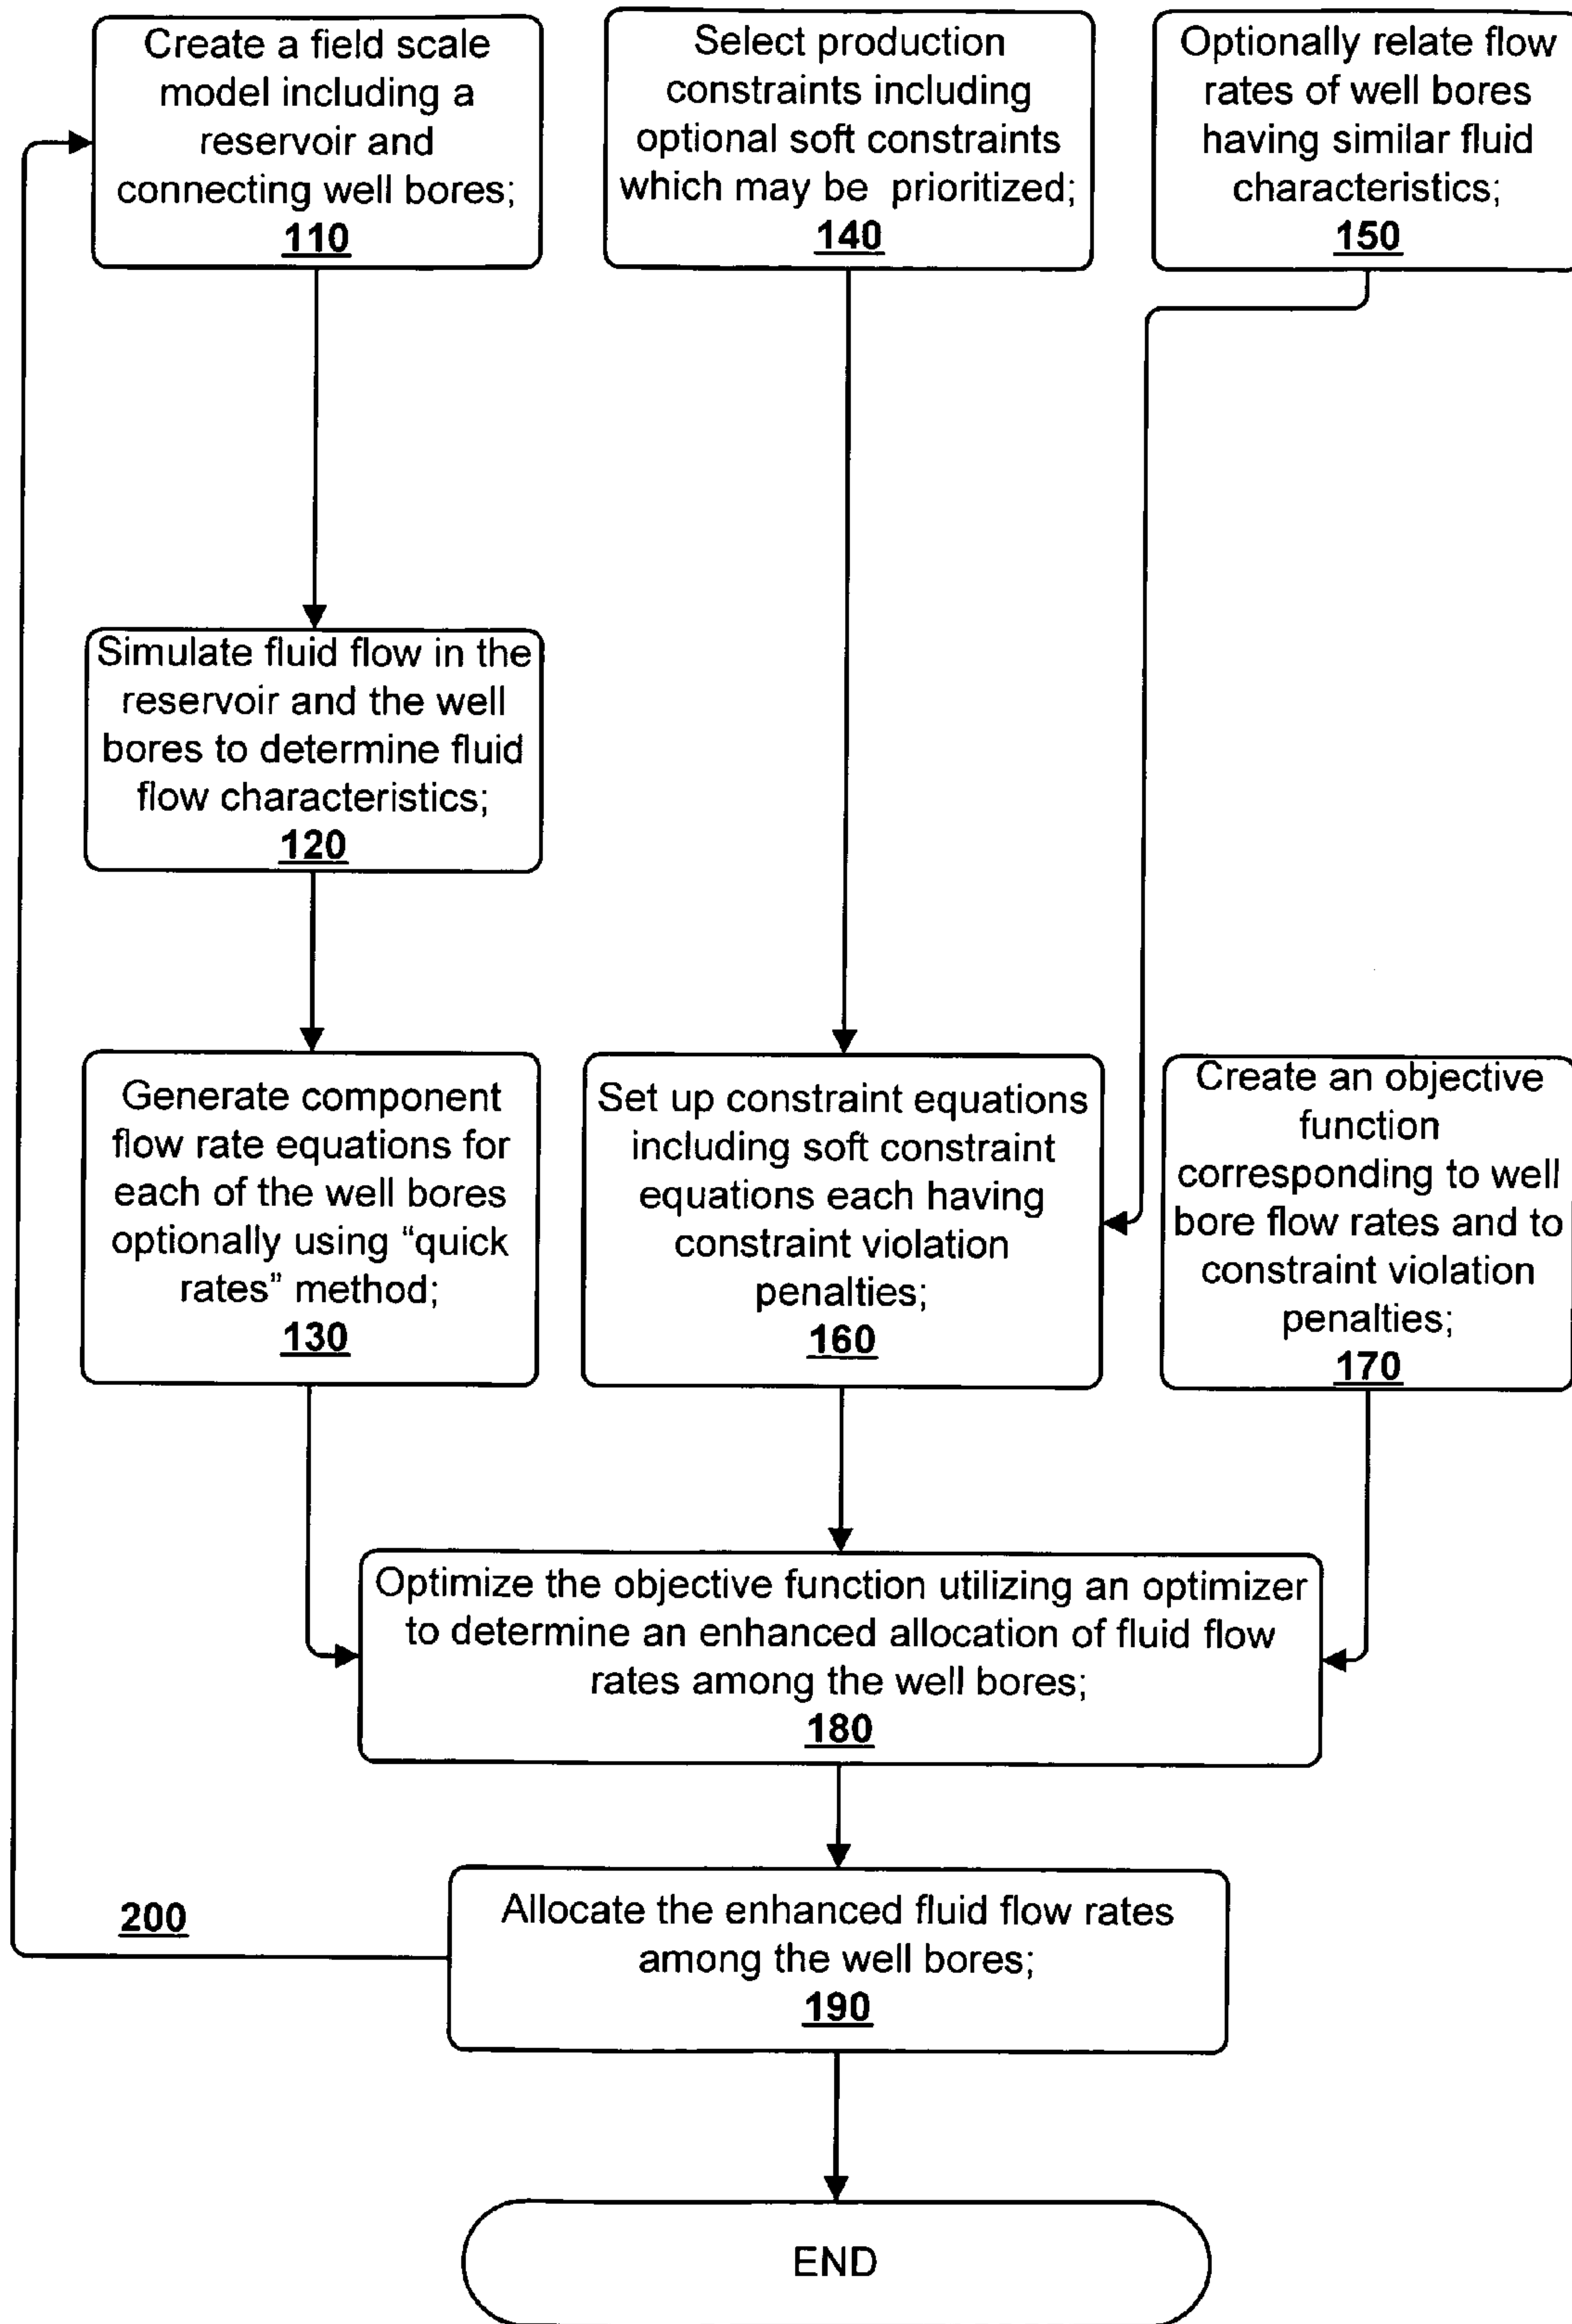 Create a field scale
model including a
reservoir and
connecting well bores;
110
Select production
constraints including
optional soft constraints
which may be prioritized;
140
Optionally relate flow
rates of well bores
having similar fluid
characteristics;
150
Simulate fluid flow in the
reservoir and the well
bores to determine fluid
flow characteristics;
120
Generate component
flow rate equations for
each of the well bores
optionally using “quick
rates” method;
130
Set up constraint equations
including soft constraint
equations each having
constraint violation
penalties;
160
Create an objective
function
corresponding to well
bore flow rates and to
constraint violation
penalties;
170
Optimize the objective function utilizing an optimizer
to determine an enhanced allocation of fluid flow
rates among the well bores;
180
200
Allocate the enhanced fluid flow rates
among the well bores;
190
END